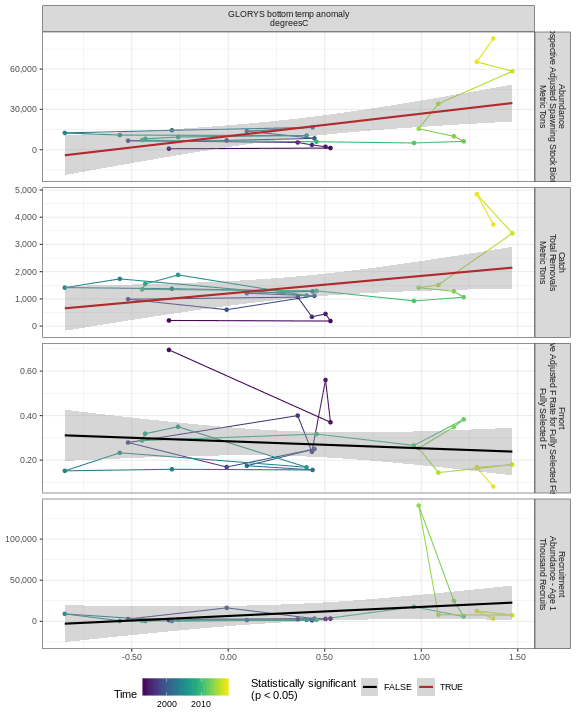 GLORYS bottom temp anomaly
degreesC
60,000
30,000
0
Abundance
spective Adjusted Spawning Stock Bio
Metric Tons
5,000
4,000
3,000
2,000
1,000
0
Catch
Total Removals
Metric Tons
0.60
0.40
0.20
Fmort
ve Adjusted F Rate for Fully Selected Fi
Fully Selected F
100,000
50,000
0
Recruitment
Abundance - Age 1
Thousand Recruits
-0.50
0.00
0.50
1.00
1.50
Time
2000
2010
Statistically significant
(p < 0.05)
FALSE
TRUE